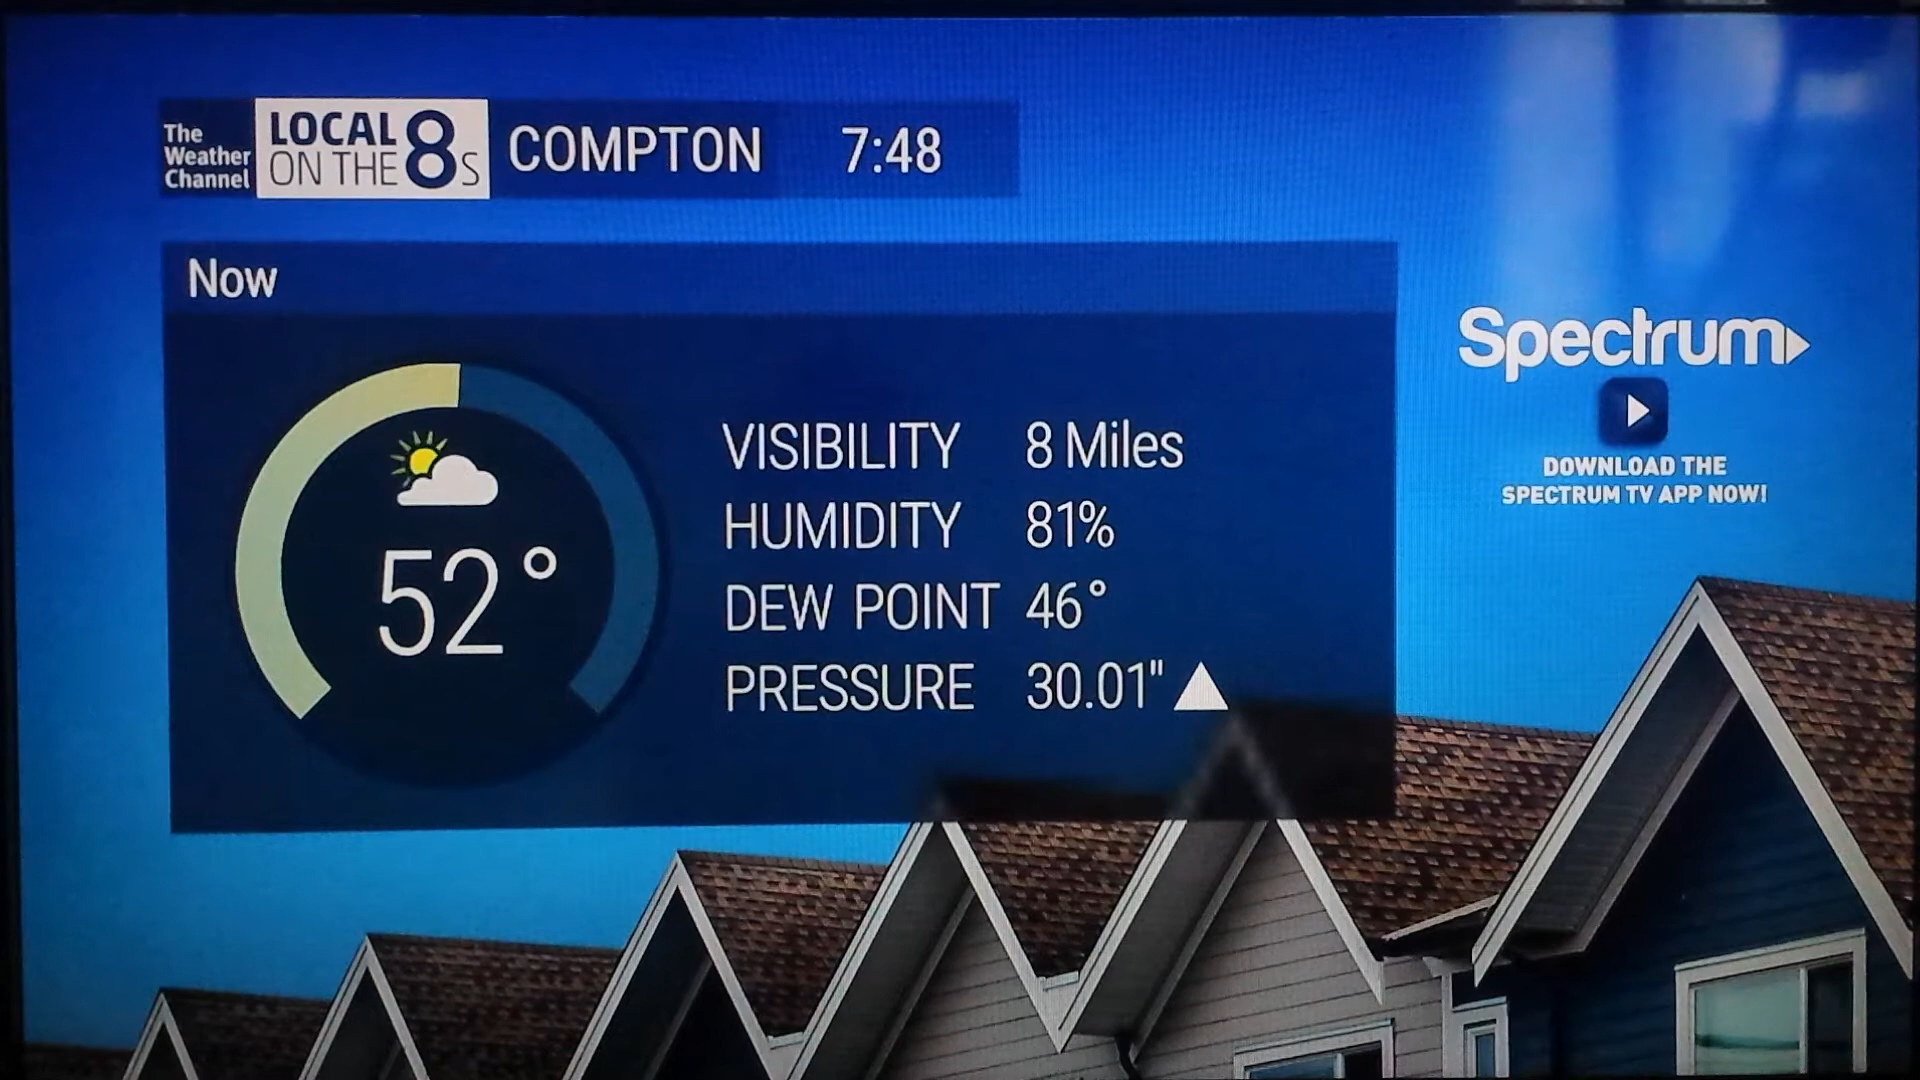 The
Weather
Channel
LOCAL
ON THE 8s
COMPTON 7:48
Now
52°
VISIBILITY 8 Miles
HUMIDITY 81%
DEW POINT 46°
PRESSURE 30.01"
Spectrum
DOWNLOAD THE
SPECTRUM TV APP NOW!